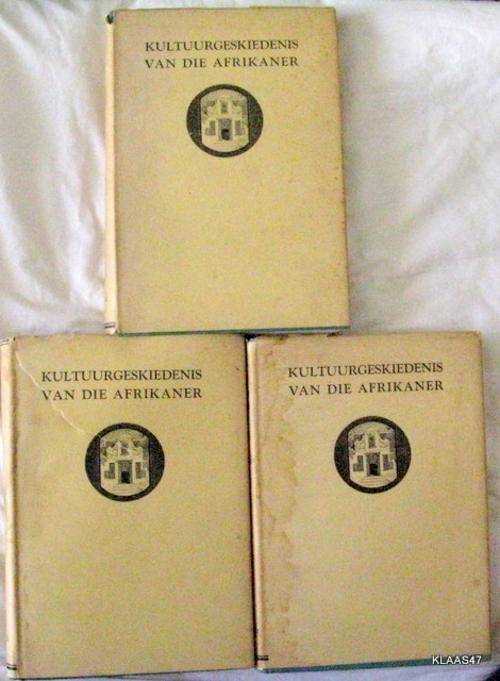 KULTUURGESKIEDENIS
VAN DIE AFRIKANER
KULTUURGESKIEDENIS
VAN DIE AFRIKANER
KULTUURGESKIEDENIS
VAN DIE AFRIKANER
KLAAS47